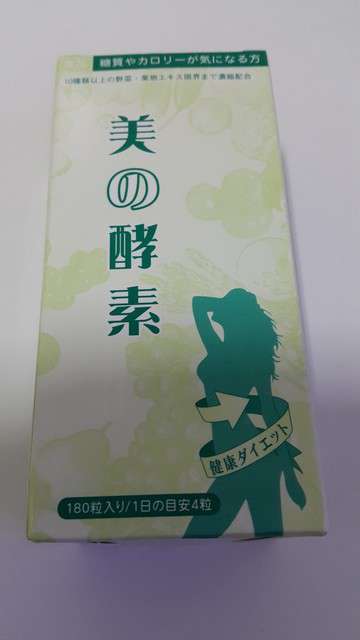 糖質やカロリーが気になる方
10種類以上の野菜・果物エキス限界まで濃縮配合
美の酵素
健康ダイエット
180粒入り/1日の目安4粒